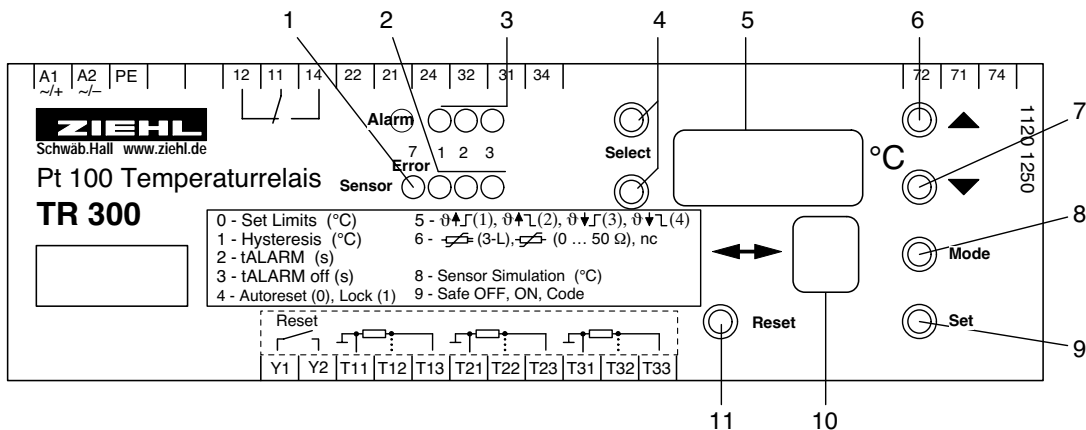 1 2 3 4 5 6
A1 A2 PE 12 11 14 22 21 24 32 31 34 72 71 74
~/+ ~/–
ZIEHL
Schwäb.Hall www.ziehl.de
Alarm
7 1 2 3
Error
Sensor
Select
°C
1120 1250
7
Pt 100 Temperaturrelais
TR 300
8
Mode
0 - Set Limits (°C) 5 - ϑ↑ (1), ϑ↑ (2), ϑ↓ (3), ϑ↓ (4)
1 - Hysteresis (°C) 6 - (3-L), (0 ... 50 Ω), nc
2 - tALARM (s)
3 - tALARM off (s) 8 - Sensor Simulation (°C)
4 - Autoreset (0), Lock (1) 9 - Safe OFF, ON, Code
Reset
Set
9
Reset
Y1 Y2 T11 T12 T13 T21 T22 T23 T31 T32 T33
11 10